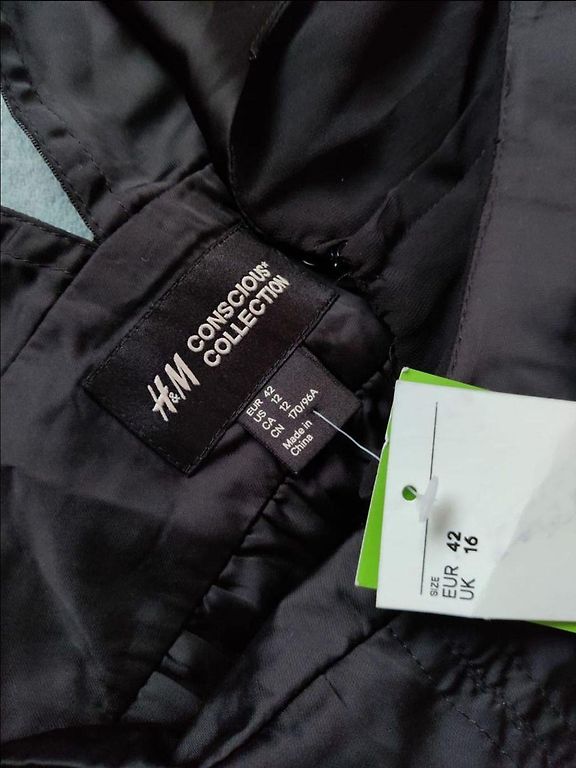 H&M CONSCIOUS*
COLLECTION
EUR 42
US 12
CA 12
CN 170/96A
Made in
China
SIZE
EUR 42
UK 16